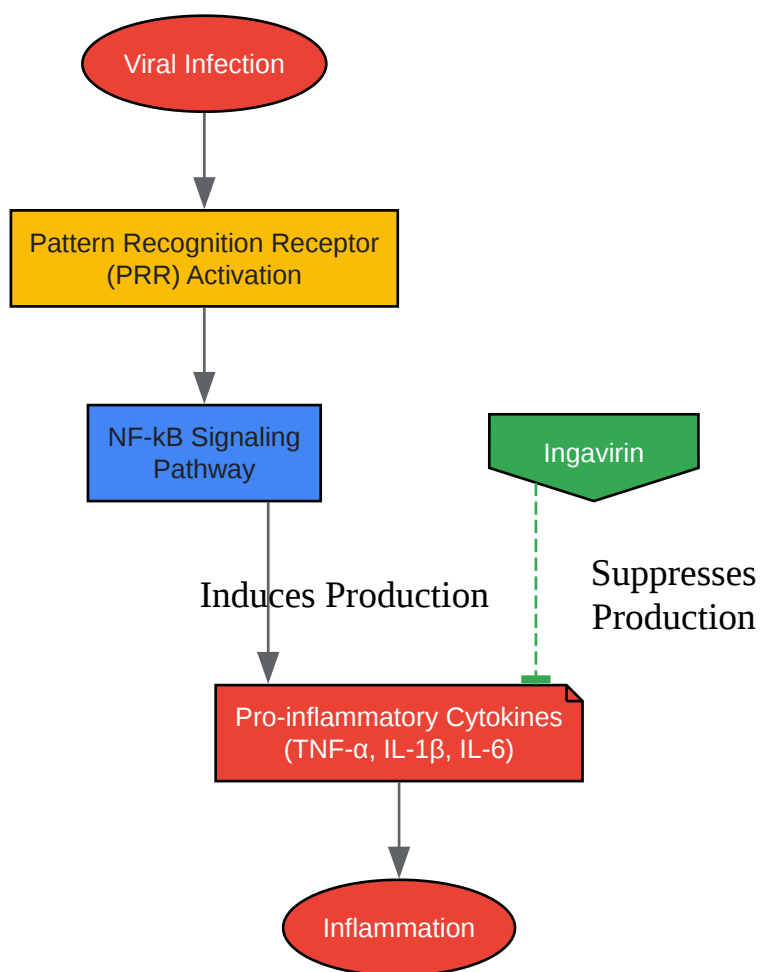 Viral Infection
Pattern Recognition Receptor
(PRR) Activation
NF-kB Signaling
Pathway
Ingavirin
Induces Production
Suppresses
Production
Pro-inflammatory Cytokines
(TNF-α, IL-1β, IL-6)
Inflammation